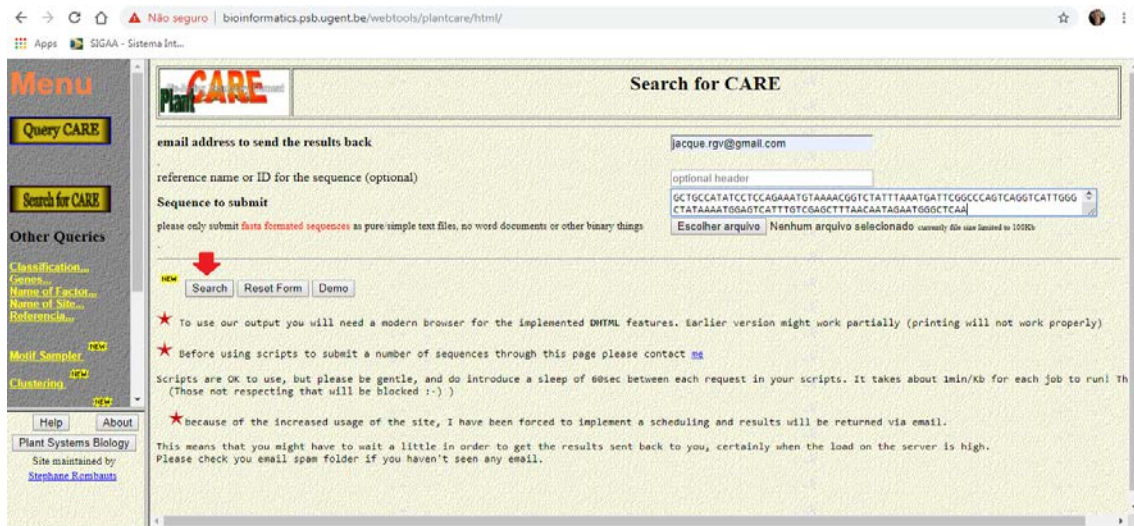 Não seguro | bioinformatics.psb.ugent.be/webtools/plantcare/html/
Apps SIGAA - Sistema Int...
Menu
Query CARE
Search for CARE
Other Queries
Classification...
Genes...
Name of Factor...
Name of Site...
Referencia...
NEW
Motif Sampler
NEW
Clustering
NEW
Help About
Plant Systems Biology
Site maintained by
Stephane Rombauts
PlantCARE
Search for CARE
email address to send the results back jacque.rgv@gmail.com
reference name or ID for the sequence (optional) optional header
Sequence to submit
GCTGCCATATCCTCCAGAAATGTAAAACGGTCTATTTAAATGATTCGGCCCAGTCAGGTCATTGGG
CTATAAAATGGAGTCATTTGTCGAGCTTTAACAATAGAATGGGCTCAA
please only submit fasta formated sequences as pure/simple text files, no word documents or other binary things Escolher arquivo Nenhum arquivo selecionado currently file size limited to 100Kb
NEW Search Reset Form Demo
To use our output you will need a modern browser for the implemented DHTML features. Earlier version might work partially (printing will not work properly)
Before using scripts to submit a number of sequences through this page please contact me
Scripts are OK to use, but please be gentle, and do introduce a sleep of 60sec between each request in your scripts. It takes about 1min/Kb for each job to run! Th
(Those not respecting that will be blocked :-) )
because of the increased usage of the site, I have been forced to implement a scheduling and results will be returned via email.
This means that you might have to wait a little in order to get the results sent back to you, certainly when the load on the server is high.
Please check you email spam folder if you haven't seen any email.